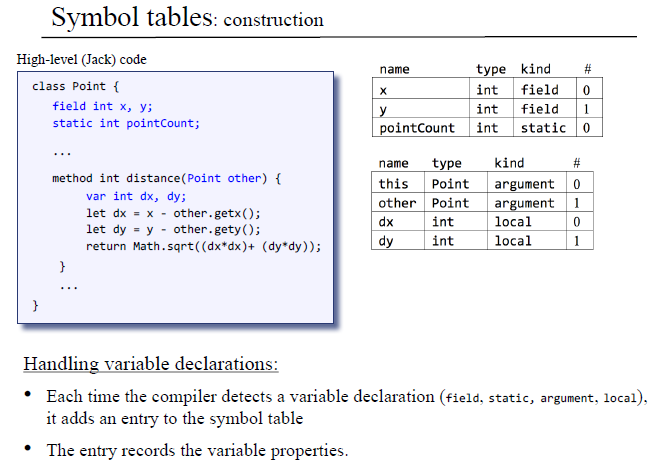 Symbol tables: construction
High-level (Jack) code
class Point {
field int x, y;
static int pointCount;
...
method int distance(Point other) {
var int dx, dy;
let dx = x - other.getx();
let dy = y - other.gety();
return Math.sqrt((dx*dx)+ (dy*dy));
}
...
}
name type kind #
x int field 0
y int field 1
pointCount int static 0
name type kind #
this Point argument 0
other Point argument 1
dx int local 0
dy int local 1
Handling variable declarations:
• Each time the compiler detects a variable declaration (field, static, argument, local),
it adds an entry to the symbol table
• The entry records the variable properties.